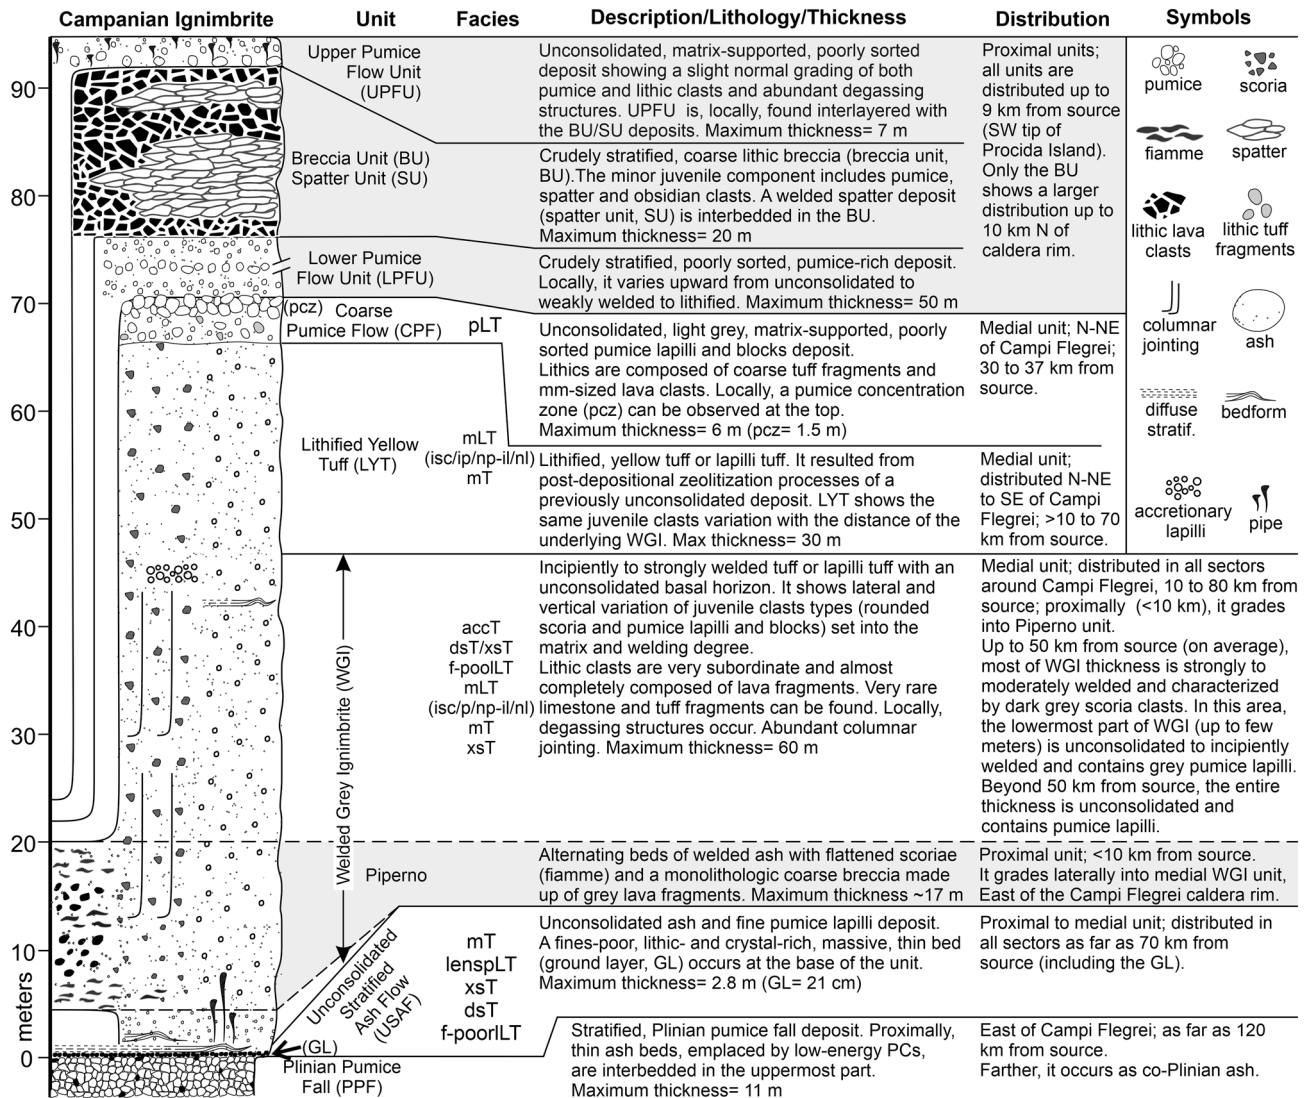 Campanian Ignimbrite
Unit
Facies
Description/Lithology/Thickness
Distribution
Symbols
90
80
70
60
50
40
30
20
10
0
meters
Upper Pumice
Flow Unit
(UPFU)
Unconsolidated, matrix-supported, poorly sorted
deposit showing a slight normal grading of both
pumice and lithic clasts and abundant degassing
structures. UPFU is, locally, found interlayered with
the BU/SU deposits. Maximum thickness= 7 m
Proximal units;
all units are
distributed up to
9 km from source
(SW tip of
Procida Island).
Only the BU
shows a larger
distribution up to
10 km N of
caldera rim.
Breccia Unit (BU)
Spatter Unit (SU)
Crudely stratified, coarse lithic breccia (breccia unit,
BU).The minor juvenile component includes pumice,
spatter and obsidian clasts. A welded spatter deposit
(spatter unit, SU) is interbedded in the BU.
Maximum thickness= 20 m
Lower Pumice
Flow Unit (LPFU)
Crudely stratified, poorly sorted, pumice-rich deposit.
Locally, it varies upward from unconsolidated to
weakly welded to lithified. Maximum thickness= 50 m
(pcz) Coarse
Pumice Flow (CPF)
pLT
Unconsolidated, light grey, matrix-supported, poorly
sorted pumice lapilli and blocks deposit.
Lithics are composed of coarse tuff fragments and
mm-sized lava clasts. Locally, a pumice concentration
zone (pcz) can be observed at the top.
Maximum thickness= 6 m (pcz= 1.5 m)
Medial unit; N-NE
of Campi Flegrei;
30 to 37 km from
source.
Lithified Yellow
Tuff (LYT)
mLT
(isc/ip/np-il/nl)
mT
Lithified, yellow tuff or lapilli tuff. It resulted from
post-depositional zeolitization processes of a
previously unconsolidated deposit. LYT shows the
same juvenile clasts variation with the distance of the
underlying WGI. Max thickness= 30 m
Medial unit;
distributed N-NE
to SE of Campi
Flegrei; >10 to 70
km from source.
Welded Grey Ignimbrite (WGI)
accT
dsT/xsT
f-poolLT
mLT
(isc/p/np-il/nl)
mT
xsT
Incipiently to strongly welded tuff or lapilli tuff with an
unconsolidated basal horizon. It shows lateral and
vertical variation of juvenile clasts types (rounded
scoria and pumice lapilli and blocks) set into the
matrix and welding degree.
Lithic clasts are very subordinate and almost
completely composed of lava fragments. Very rare
limestone and tuff fragments can be found. Locally,
degassing structures occur. Abundant columnar
jointing. Maximum thickness= 60 m
Medial unit; distributed in all sectors
around Campi Flegrei, 10 to 80 km from
source; proximally (<10 km), it grades
into Piperno unit.
Up to 50 km from source (on average),
most of WGI thickness is strongly to
moderately welded and characterized
by dark grey scoria clasts. In this area,
the lowermost part of WGI (up to few
meters) is unconsolidated to incipiently
welded and contains grey pumice lapilli.
Beyond 50 km from source, the entire
thickness is unconsolidated and
contains pumice lapilli.
Piperno
Alternating beds of welded ash with flattened scoriae
(fiamme) and a monolithologic coarse breccia made
up of grey lava fragments. Maximum thickness ~17 m
Proximal unit; <10 km from source.
It grades laterally into medial WGI unit,
East of the Campi Flegrei caldera rim.
Unconsolidated
Stratified
Ash Flow
(USAF)
(GL)
mT
lenspLT
xsT
dsT
f-poorlLT
Unconsolidated ash and fine pumice lapilli deposit.
A fines-poor, lithic- and crystal-rich, massive, thin bed
(ground layer, GL) occurs at the base of the unit.
Maximum thickness= 2.8 m (GL= 21 cm)
Proximal to medial unit; distributed in
all sectors as far as 70 km from
source (including the GL).
Plinian Pumice
Fall (PPF)
Stratified, Plinian pumice fall deposit. Proximally,
thin ash beds, emplaced by low-energy PCs,
are interbedded in the uppermost part.
Maximum thickness= 11 m
East of Campi Flegrei; as far as 120
km from source.
Farther, it occurs as co-Plinian ash.
pumice
scoria
fiamme
spatter
lithic lava
clasts
lithic tuff
fragments
columnar
jointing
ash
diffuse
stratif.
bedform
accretionary
lapilli
pipe